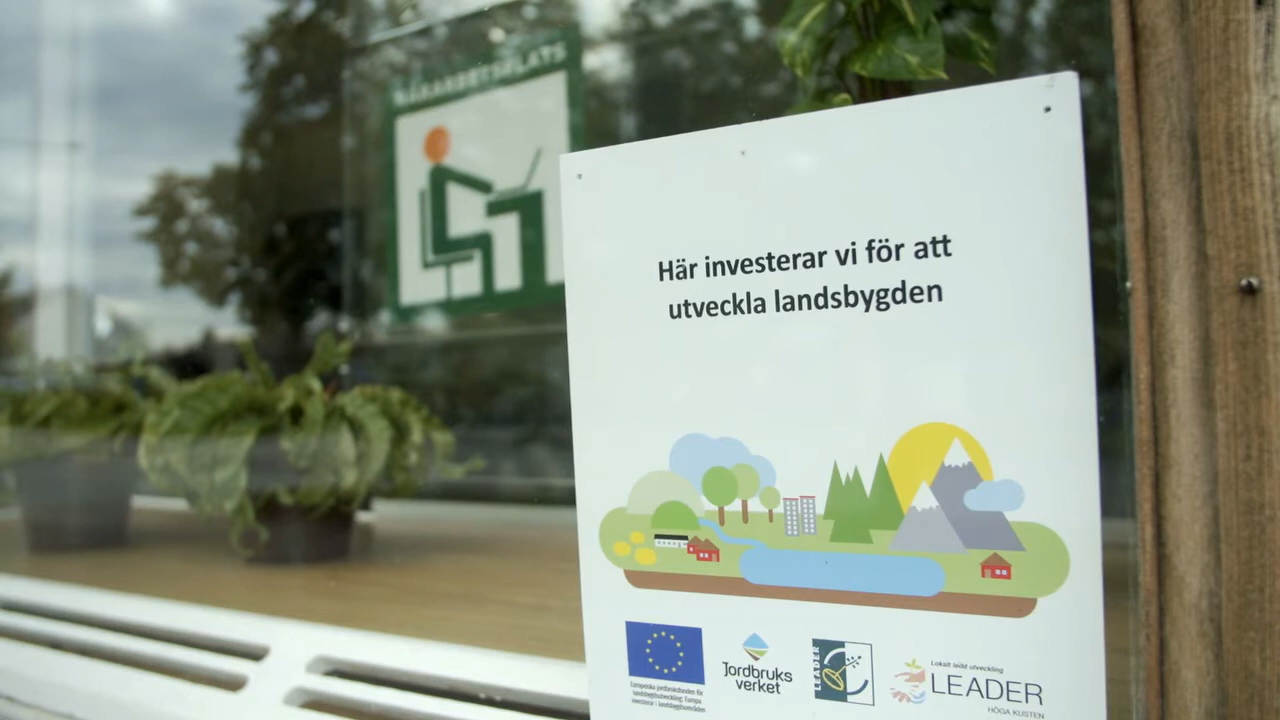 NÄRARBETSPLATS
Här investerar vi för att
utveckla landsbygden
Europeiska jordbruksfonden för
landsbygdsutveckling: Europa
investerar i landsbygdsområden
Jordbruks
verket
LEADER
Lokalt ledd utveckling
LEADER
HÖGA KUSTEN